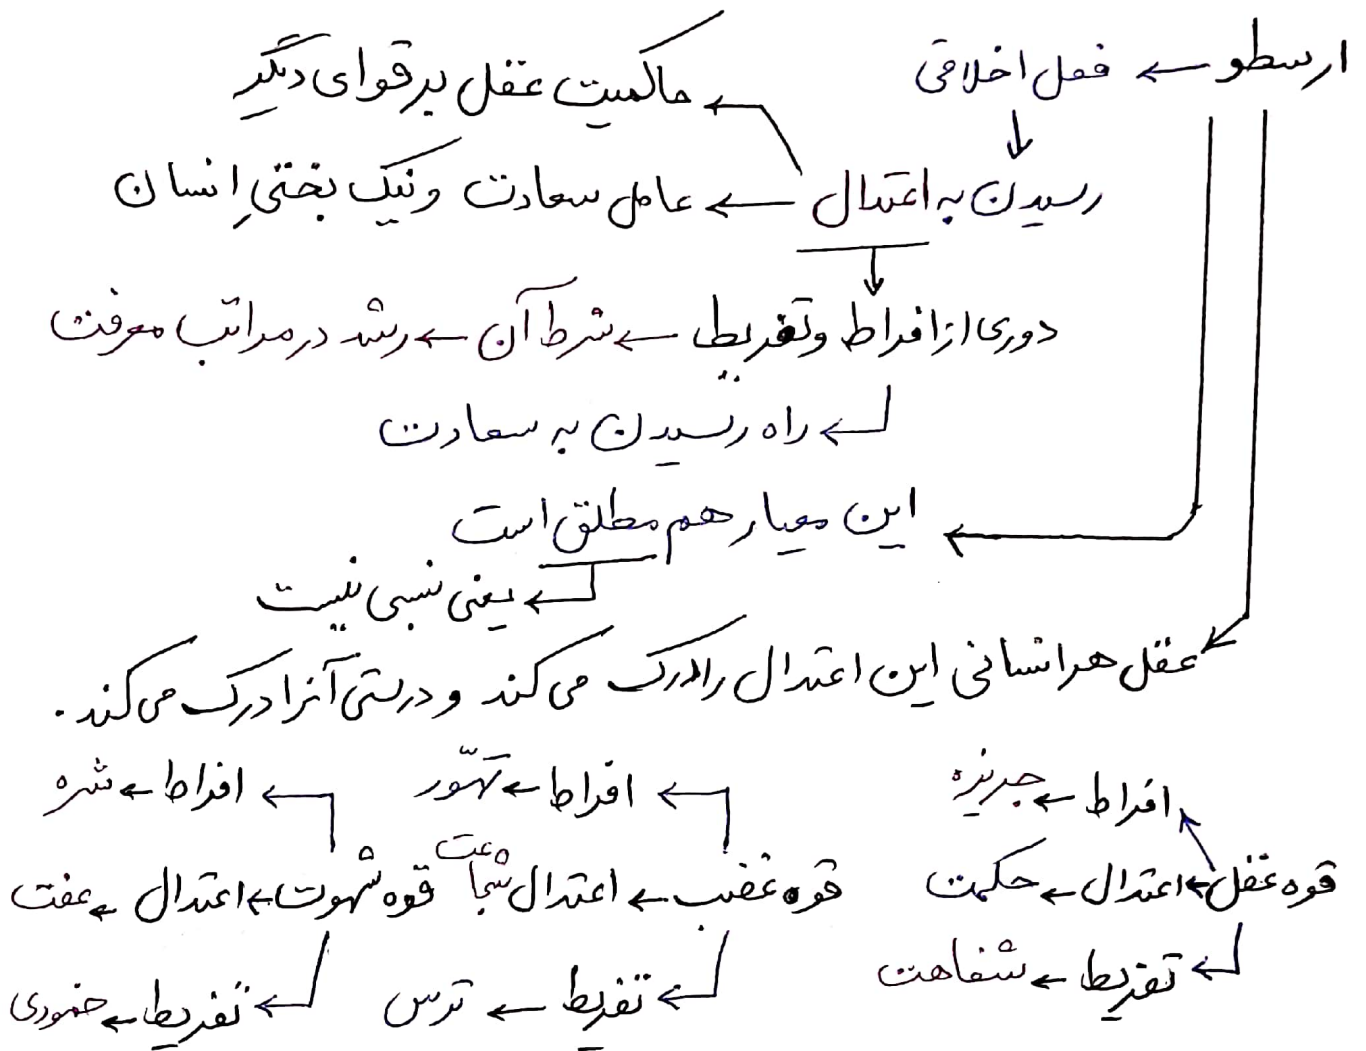 ارسطو ← فعل اخلاقی
↓
حاکمیت عقل بر قوای دیگر ←
رسیدن به اعتدال ← عامل سعادت و نیک بختیِ انسان
↓
دوری از افراط و تفریط ← شرط آن ← رشد در مراتب معرفت
← راه رسیدن به سعادت
← این معیار هم مطلق است
← یعنی نسبی نیست
عقل هر انسانی این اعتدال را درک می کند و درستی آنرا درک می کند.
افراط ← جربزه
قوه عقل ← اعتدال ← حکمت
← تفریط ← شفاهت
← افراط ← تهوّر
قوه غضب ← اعتدال شجاعت
← تفریط ← ترس
← افراط ← شره
قوه شهوت ← اعتدال ← عفت
← تفریط ← خمودی